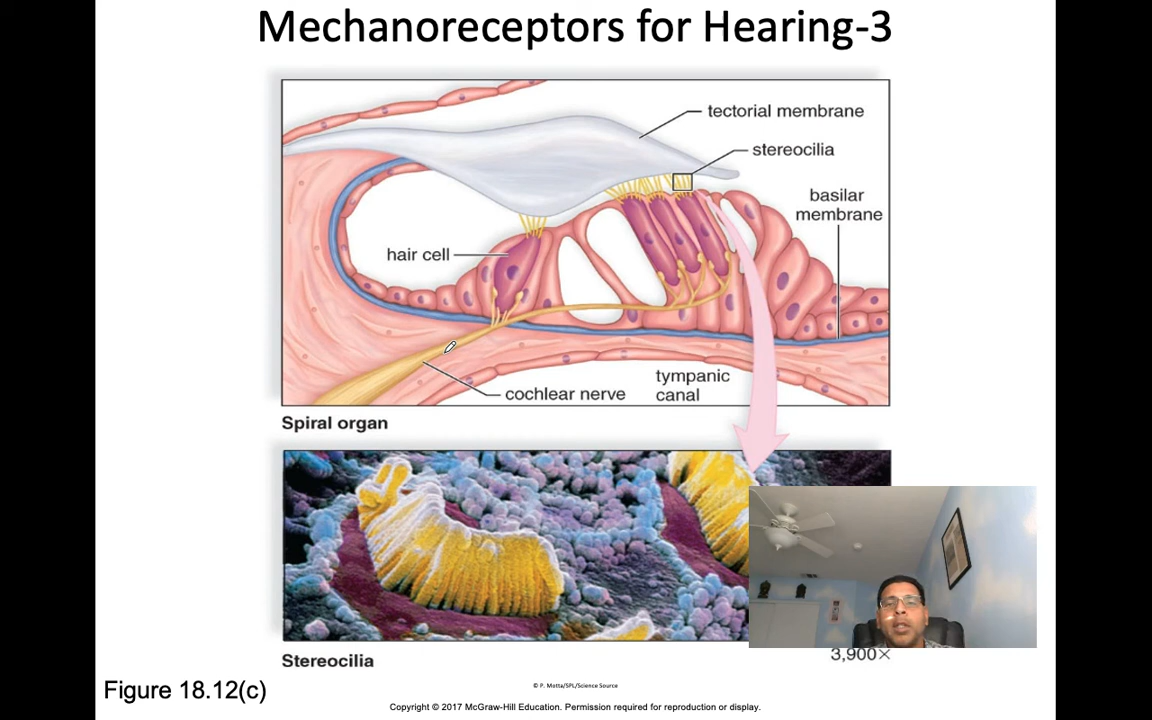 Mechanoreceptors for Hearing-3
tectorial membrane
stereocilia
basilar
membrane
hair cell
cochlear nerve
tympanic
canal
Spiral organ
Stereocilia
3,900×
Figure 18.12(c)
© P. Motta/SPL/Science Source
Copyright © 2017 McGraw-Hill Education. Permission required for reproduction or display.